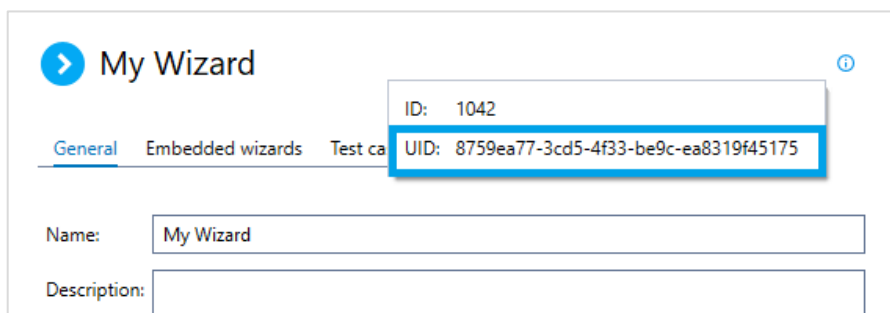 My Wizard
ID: 1042
General Embedded wizards Test ca UID: 8759ea77-3cd5-4f33-be9c-ea8319f45175
Name: My Wizard
Description: